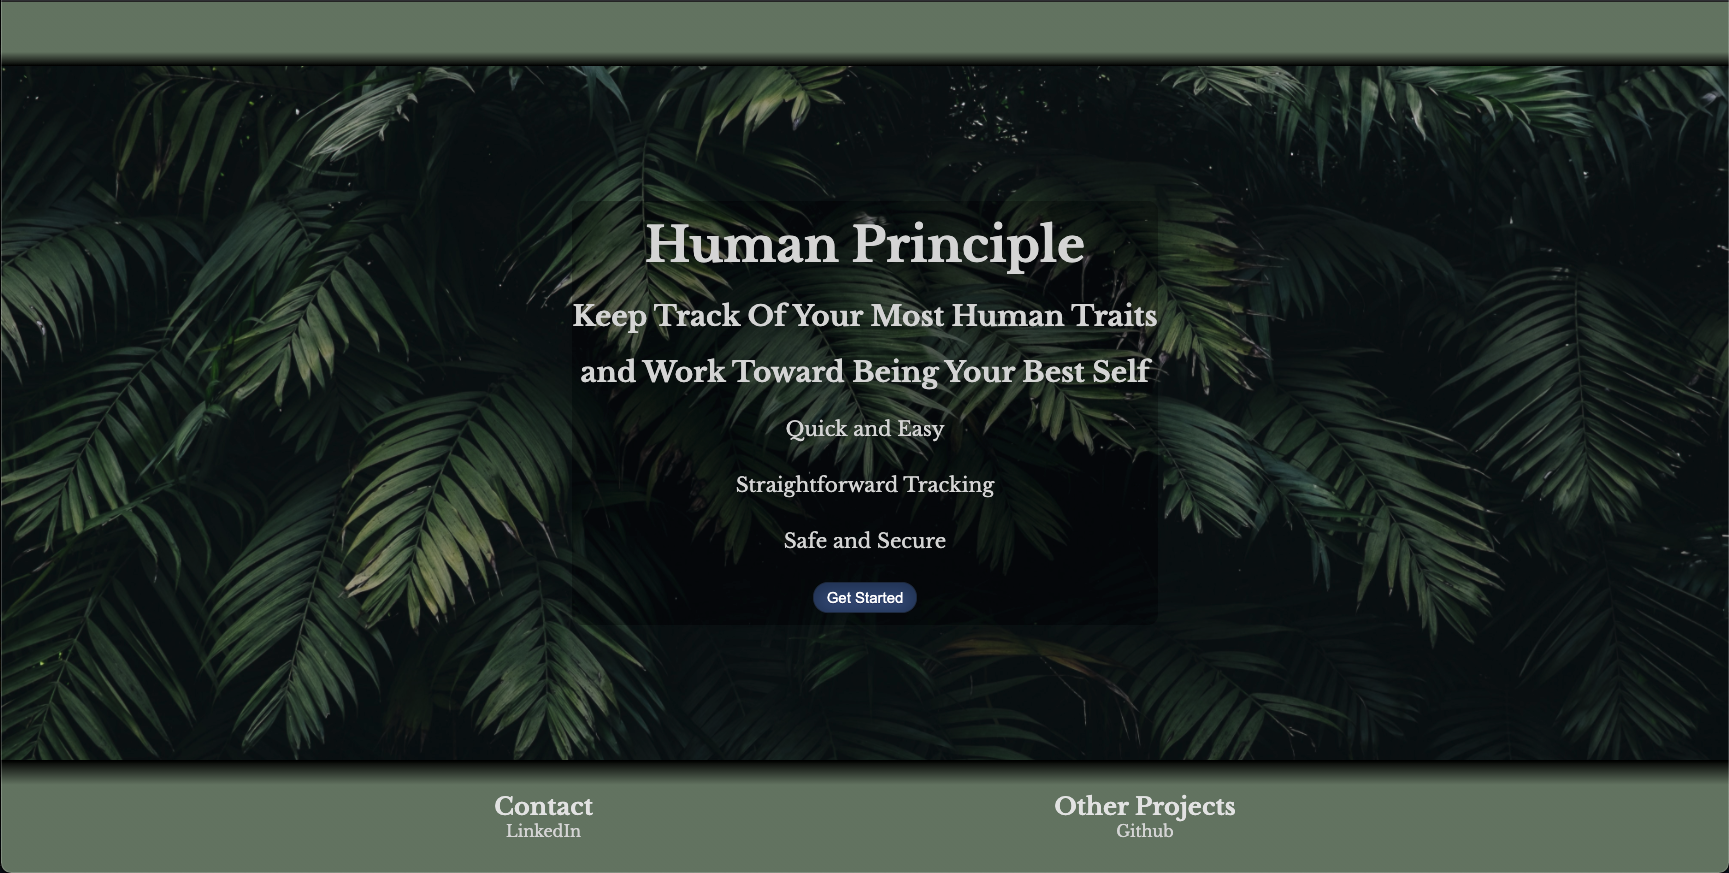 Human Principle
Keep Track Of Your Most Human Traits
and Work Toward Being Your Best Self
Quick and Easy
Straightforward Tracking
Safe and Secure
Get Started
Contact
LinkedIn
Other Projects
Github